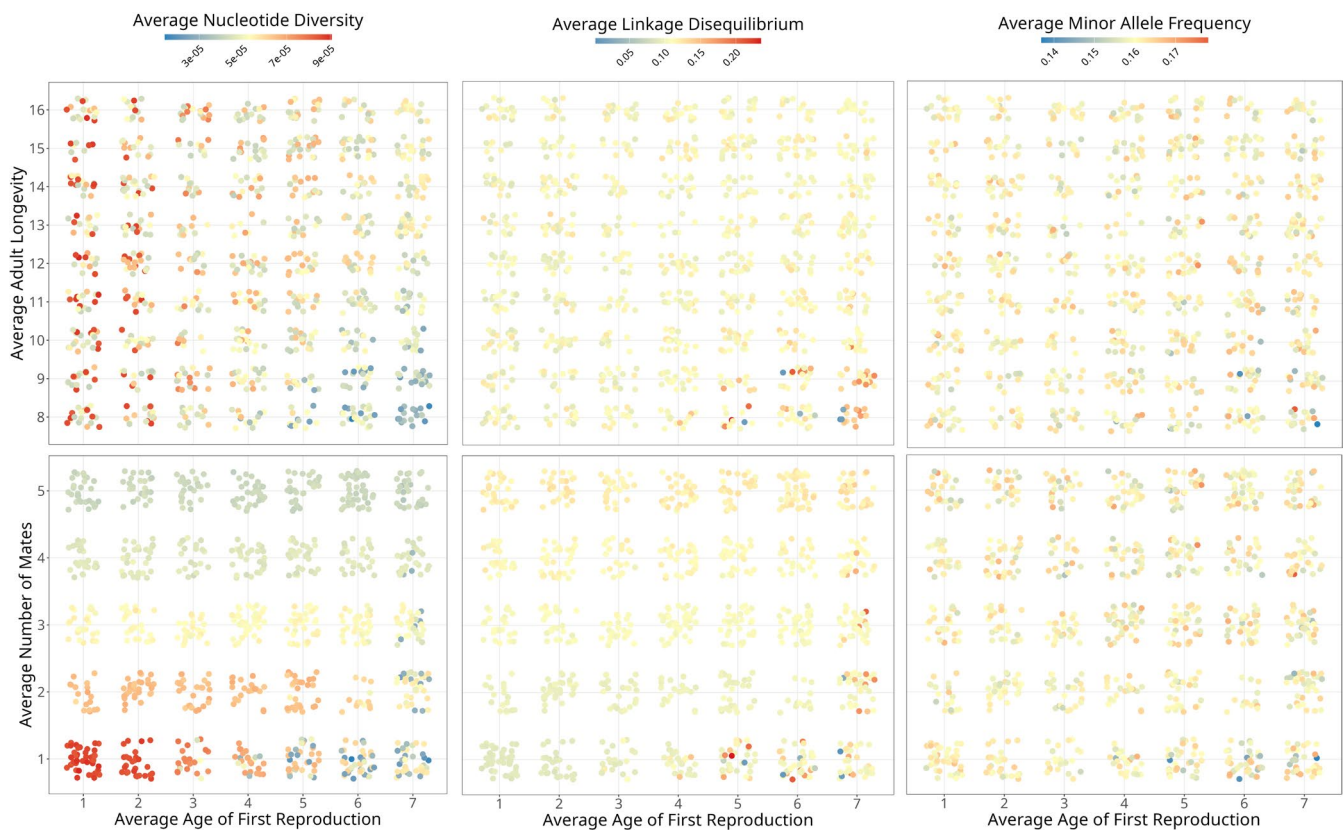 Average Nucleotide Diversity
3e-05 5e-05 7e-05 9e-05
Average Linkage Disequilibrium
0.05 0.10 0.15 0.20
Average Minor Allele Frequency
0.14 0.15 0.16 0.17
Average Adult Longevity
16
15
14
13
12
11
10
9
8
Average Number of Mates
5
4
3
2
1
1 2 3 4 5 6 7
Average Age of First Reproduction
1 2 3 4 5 6 7
Average Age of First Reproduction
1 2 3 4 5 6 7
Average Age of First Reproduction